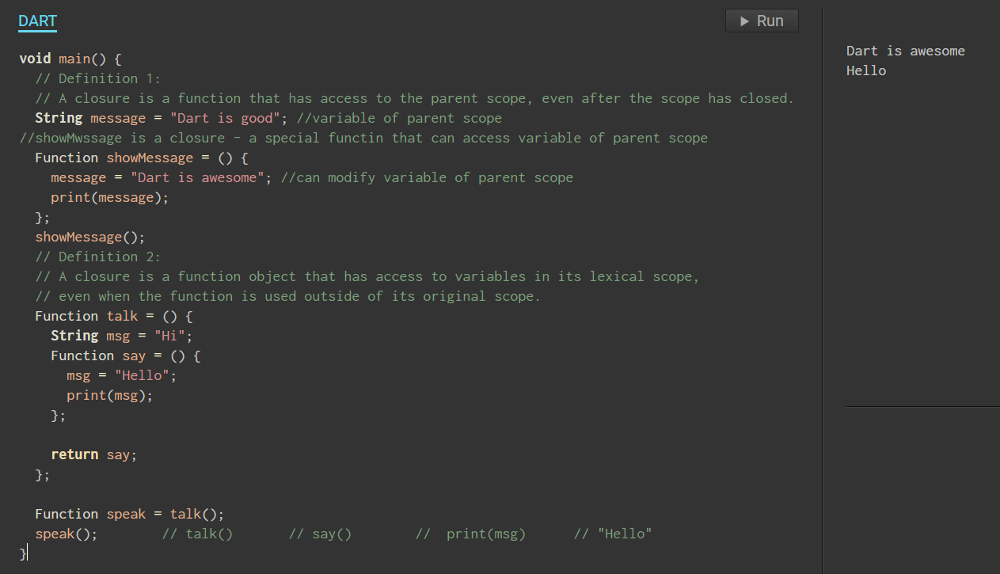 DART
Run
void main() {
  // Definition 1:
  // A closure is a function that has access to the parent scope, even after the scope has closed.
  String message = "Dart is good"; //variable of parent scope
//showMwssage is a closure - a special functin that can access variable of parent scope
  Function showMessage = () {
    message = "Dart is awesome"; //can modify variable of parent scope
    print(message);
  };
  showMessage();
  // Definition 2:
  // A closure is a function object that has access to variables in its lexical scope,
  // even when the function is used outside of its original scope.
  Function talk = () {
    String msg = "Hi";
    Function say = () {
      msg = "Hello";
      print(msg);
    };

    return say;
  };

  Function speak = talk();
  speak();        // talk()       // say()        //  print(msg)      // "Hello"
}
Dart is awesome
Hello